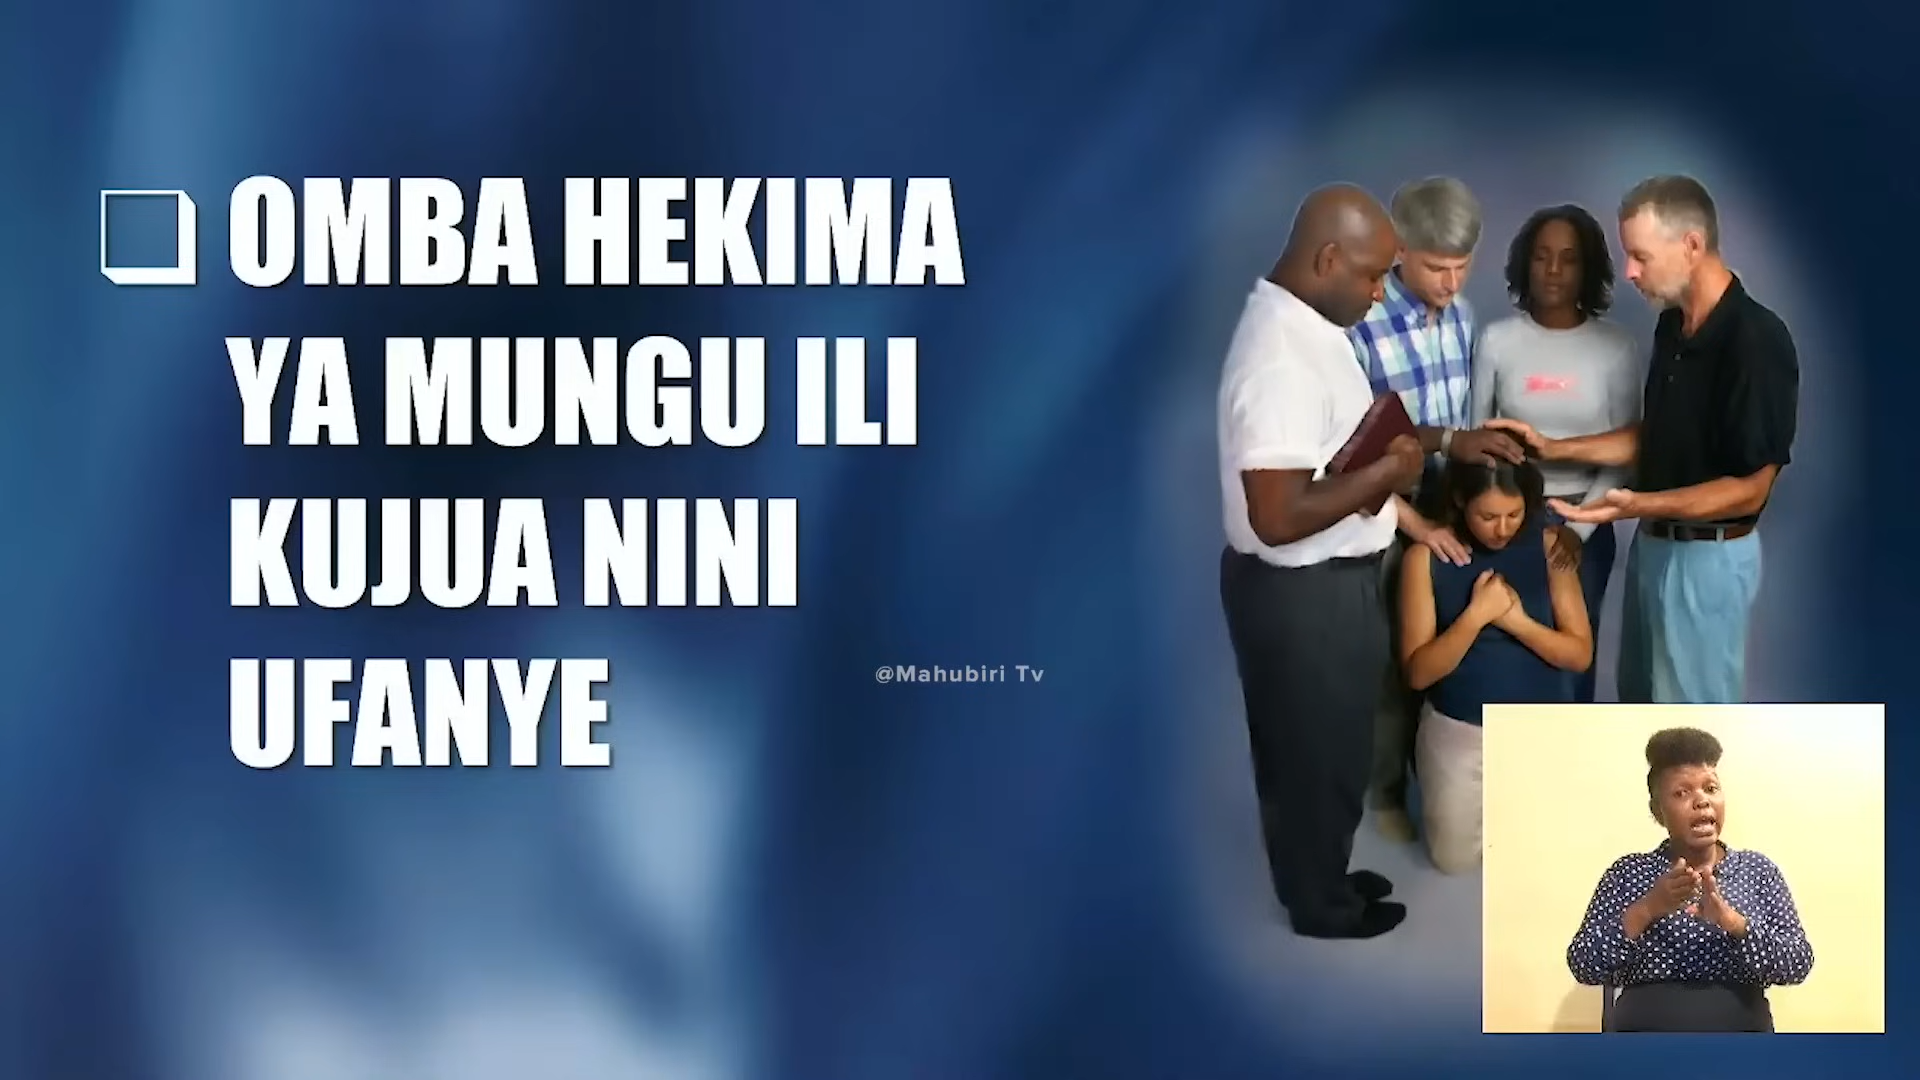 OMBA HEKIMA
YA MUNGU ILI
KUJUA NINI
UFANYE
@Mahubiri Tv